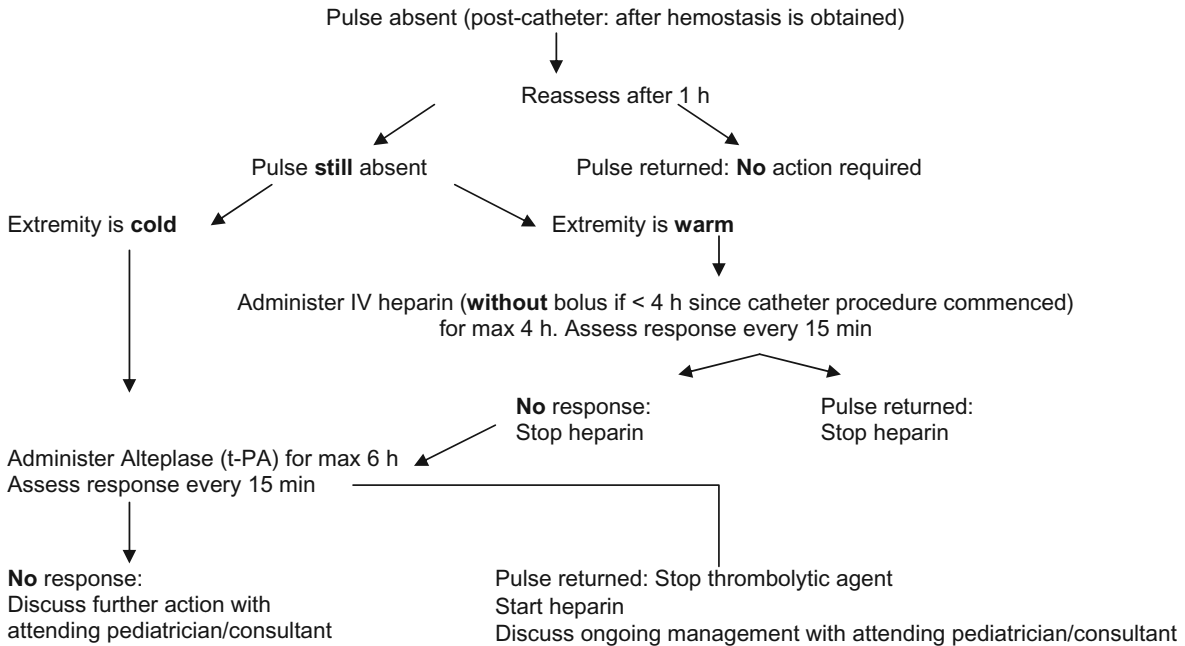 Pulse absent (post-catheter: after hemostasis is obtained)
Reassess after 1 h
Pulse still absent
Pulse returned: No action required
Extremity is cold
Extremity is warm
Administer IV heparin (without bolus if < 4 h since catheter procedure commenced)
for max 4 h. Assess response every 15 min
No response:
Stop heparin
Pulse returned:
Stop heparin
Administer Alteplase (t-PA) for max 6 h
Assess response every 15 min
No response:
Discuss further action with
attending pediatrician/consultant
Pulse returned: Stop thrombolytic agent
Start heparin
Discuss ongoing management with attending pediatrician/consultant